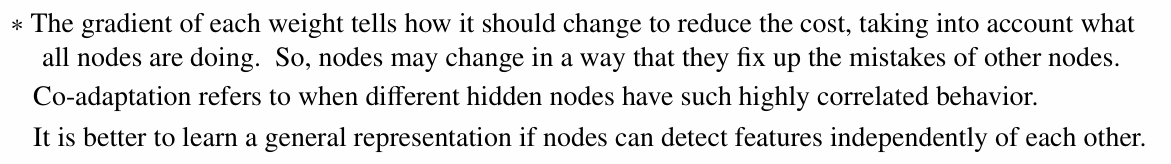 * The gradient of each weight tells how it should change to reduce the cost, taking into account what
all nodes are doing. So, nodes may change in a way that they fix up the mistakes of other nodes.
Co-adaptation refers to when different hidden nodes have such highly correlated behavior.
It is better to learn a general representation if nodes can detect features independently of each other.